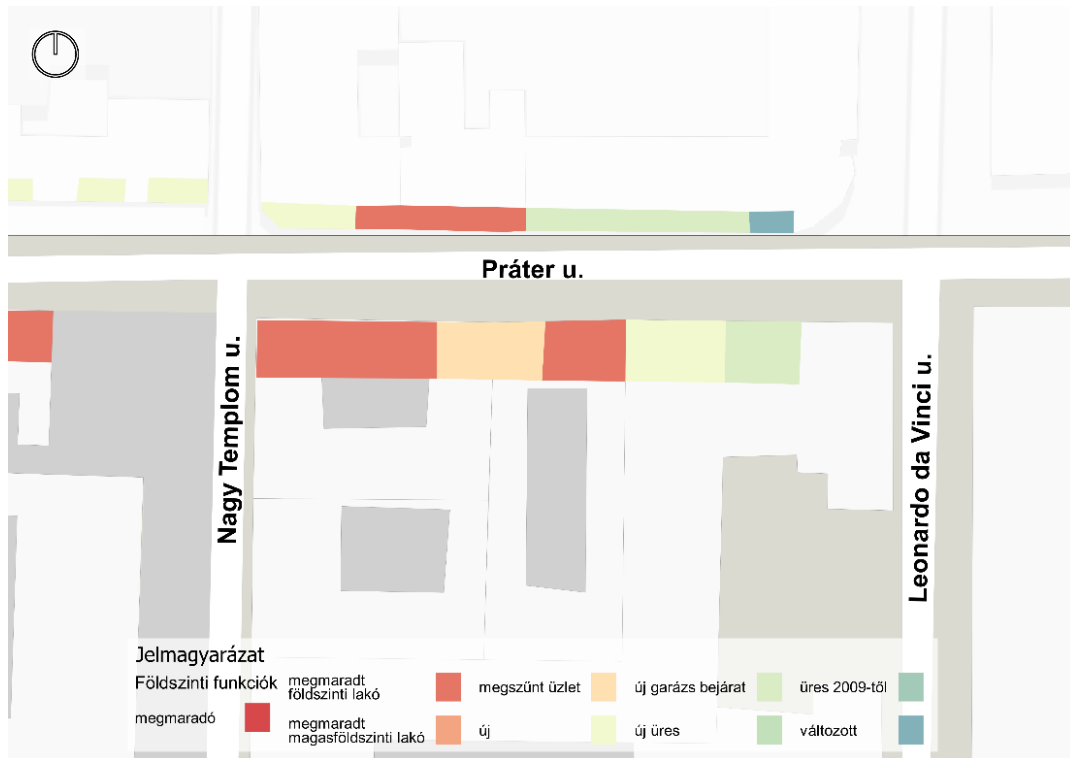 Práter u.
Nagy Templom u.
Leonardo da Vinci u.
Jelmagyarázat
Földszinti funkciók
megmaradó
megmaradt
földszinti lakó
megmaradt
magasföldszinti lakó
megszűnt üzlet
új
új garázs bejárat
új üres
üres 2009-től
változott